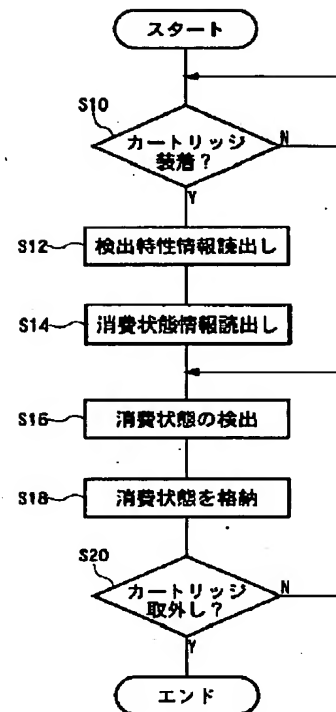 スタート
S10
カートリッジ
装着?
N
Y
S12
検出特性情報読出し
S14
消費状態情報読出し
S16
消費状態の検出
S18
消費状態を格納
S20
カートリッジ
取外し?
N
Y
エンド